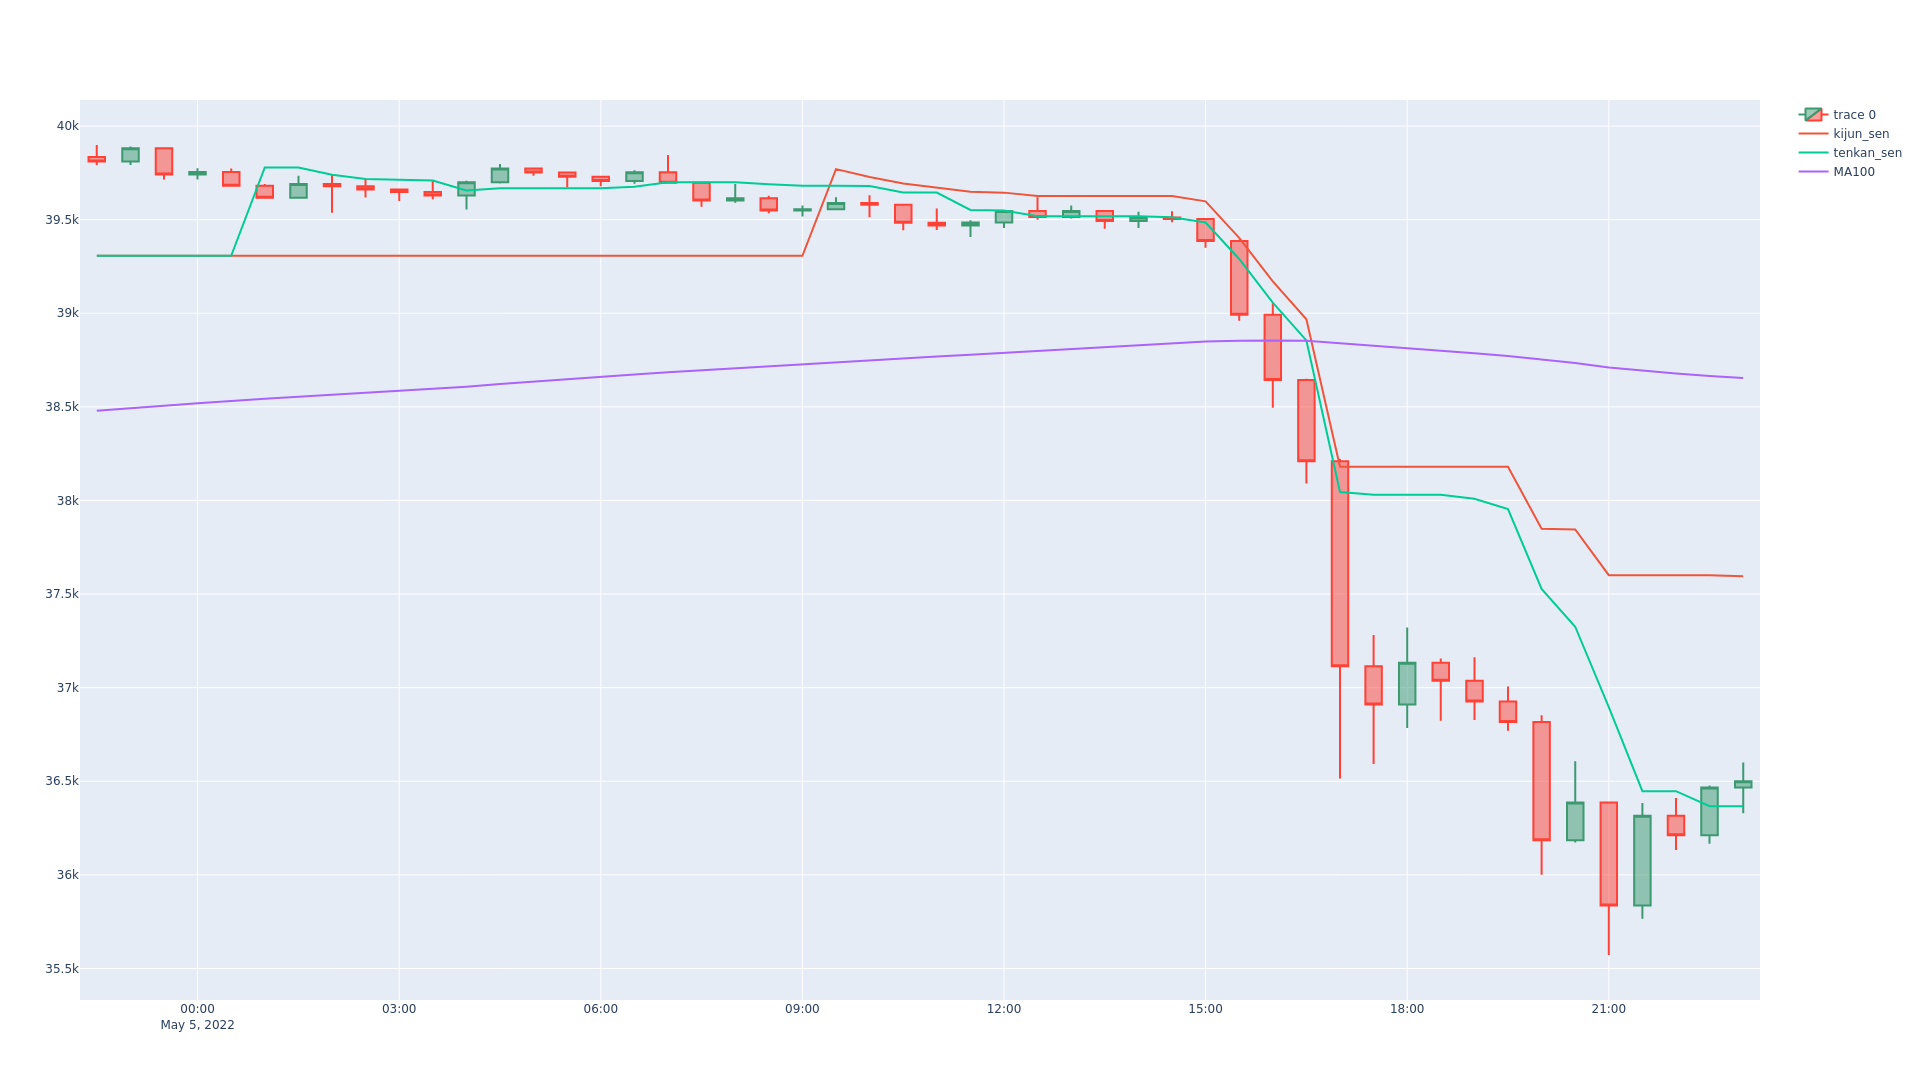 40k
39.5k
39k
38.5k
38k
37.5k
37k
36.5k
36k
35.5k
00:00
May 5, 2022
03:00
06:00
09:00
12:00
15:00
18:00
21:00
trace 0
kijun_sen
tenkan_sen
MA100